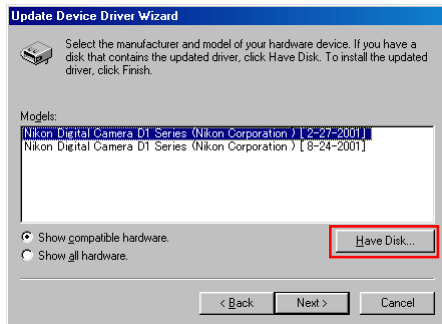 Update Device Driver Wizard
Select the manufacturer and model of your hardware device. If you have a
disk that contains the updated driver, click Have Disk. To install the updated
driver, click Finish.
Models:
Nikon Digital Camera D1 Series (Nikon Corporation ) [ 2-27-2001]
Nikon Digital Camera D1 Series (Nikon Corporation ) [ 8-24-2001]
Show compatible hardware.
Show all hardware.
Have Disk...
< Back
Next >
Cancel